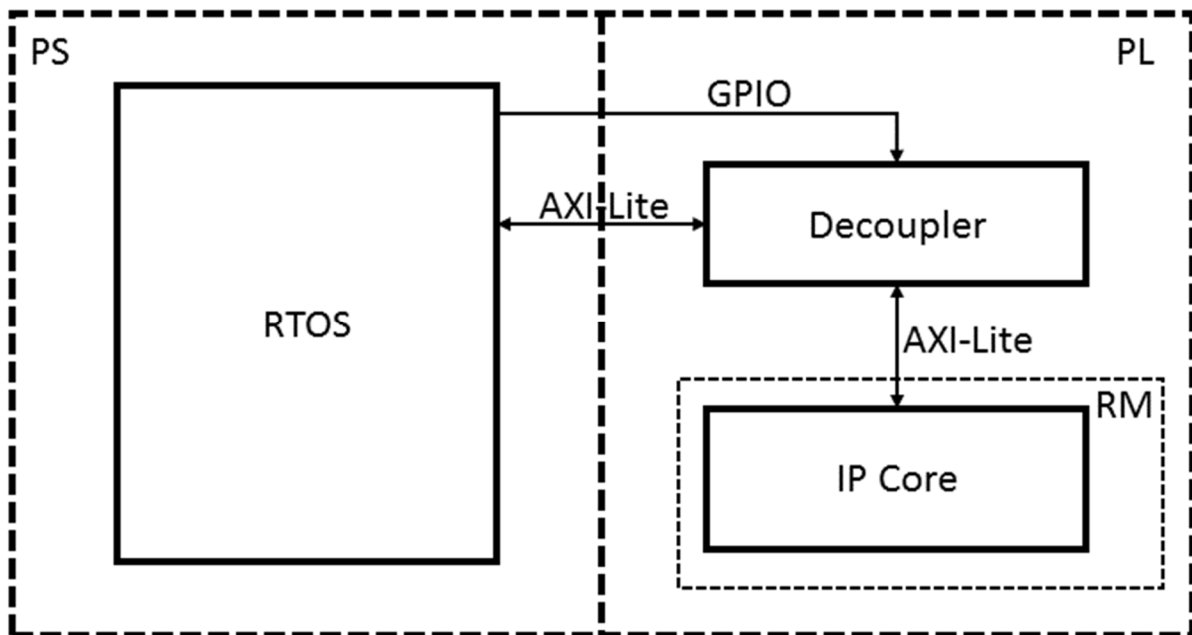 PS
PL
GPIO
AXI-Lite
Decoupler
RTOS
AXI-Lite
RM
IP Core